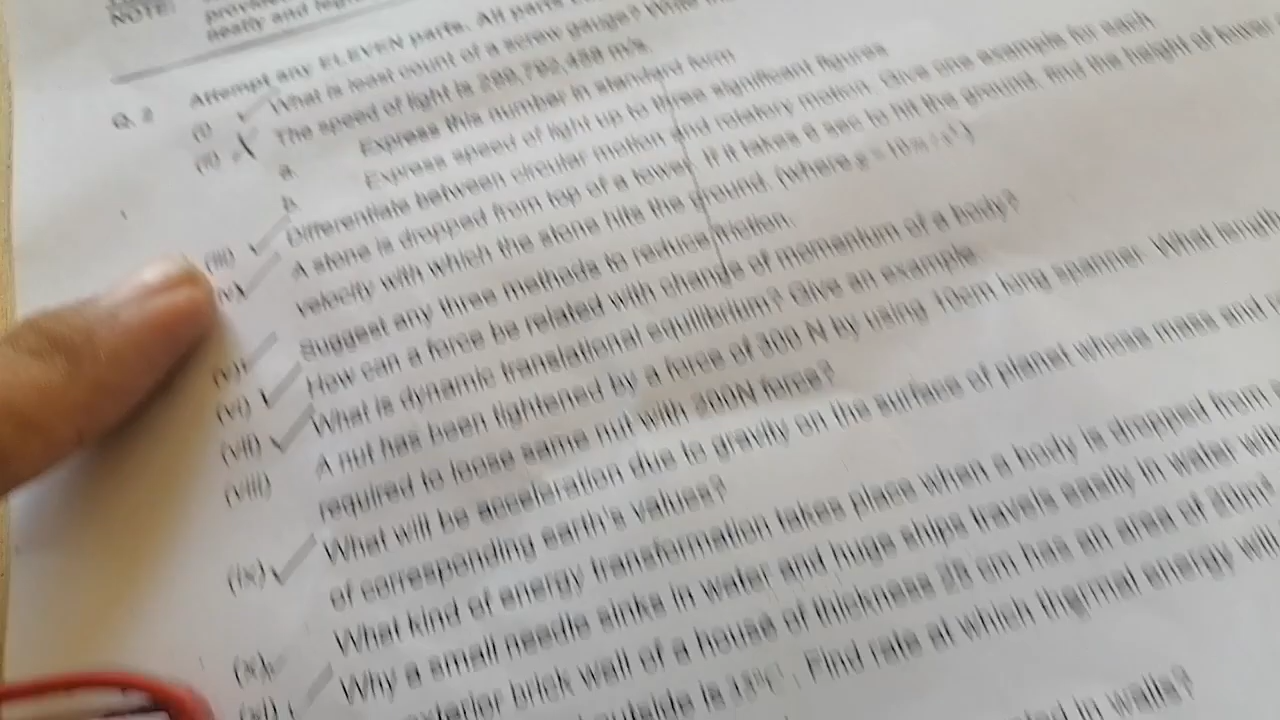 NOTE:
neatly and
Q. 2 Attempt any ELEVEN parts. All parts
(i) What is least count of a screw gauge?
(ii) The speed of light is 299,792,458 m/s.
a. Express this number in standard form
b. Express speed of light up to three significant figures
(iii) Differentiate between circular motion and rotatory motion. Give one example for each.
A stone is dropped from top of a tower. If it takes 6 sec to hit the ground, find the height of tower
velocity with which the stone hits the ground. (where g =
(v) Suggest any three methods to reduce friction.
(vi) How can a force be related with change of momentum of a body?
(vii) What is dynamic translational equilibrium? Give an example.
(viii) A nut has been tightened by a force of 300 N by using 10cm long spanner. What length
required to loose same nut with 200N force?
(ix) What will be acceleration due to gravity on the surface of planet whose mass and
of corresponding earth's values?
(x) What kind of energy transformation takes place when a body is dropped from
(xi) Why a small needle sinks in water and huge ships travels easily in water
exterior brick wall of a house of thickness 25 cm has an area of
outside is 15°C. Find rate at which thermal energy will
in walls?